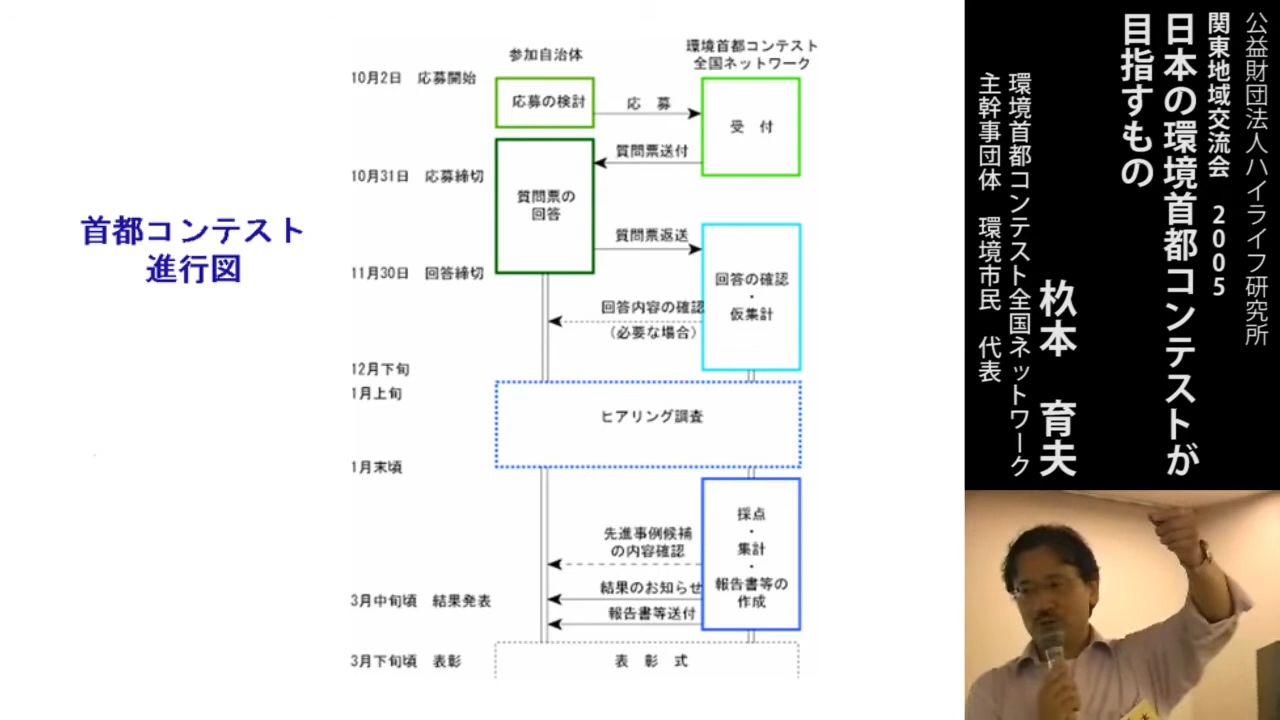 首都コンテスト
進行図
参加自治体
環境首都コンテスト
全国ネットワーク
10月2日 応募開始
応募の検討
応 募
受 付
質問票送付
10月31日 応募締切
質問票の
回答
質問票返送
11月30日 回答締切
回答の確認
・
仮集計
回答内容の確認
(必要な場合)
12月下旬
1月上旬
ヒアリング調査
1月末頃
採点
・
集計
・
報告書等の
作成
先進事例候補
の内容確認
結果のお知らせ
3月中旬頃 結果発表
報告書等送付
3月下旬頃 表彰
表 彰 式
公益財団法人ハイライフ研究所
関東地域交流会 2005
日本の環境首都コンテストが
目指すもの
杦本 育夫
環境首都コンテスト全国ネットワーク
主幹事団体 環境市民 代表